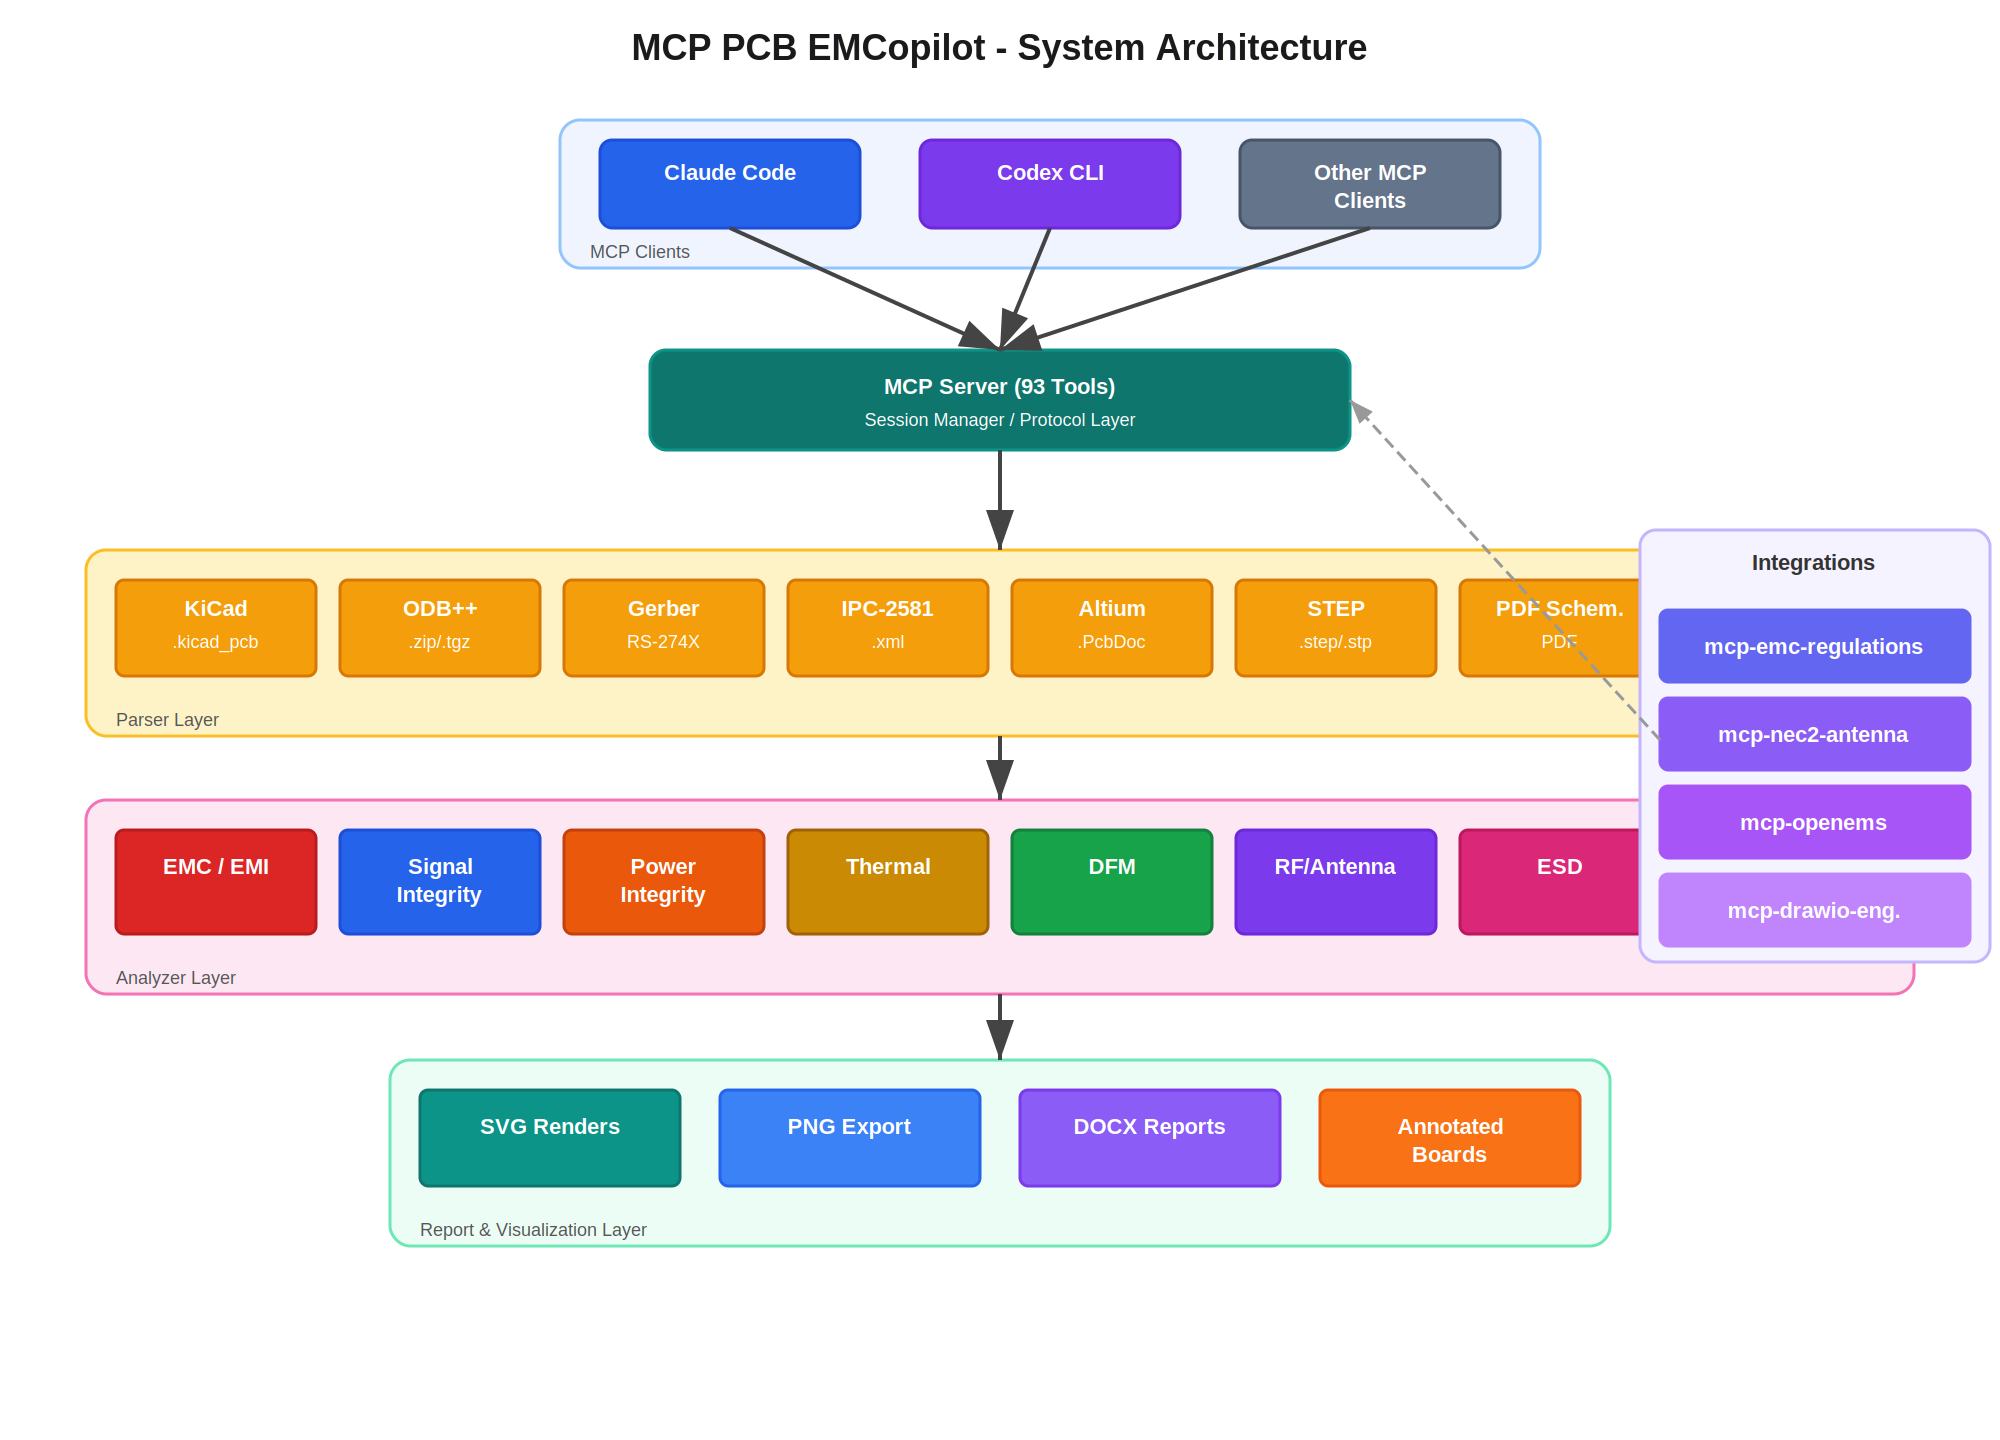 MCP PCB EMCopilot - System Architecture
Claude Code
Codex CLI
Other MCP
Clients
MCP Clients
MCP Server (93 Tools)
Session Manager / Protocol Layer
Integrations
KiCad
.kicad_pcb
ODB++
.zip/.tgz
Gerber
RS-274X
IPC-2581
.xml
Altium
.PcbDoc
STEP
.step/.stp
PDF Schem.
PDF
Parser Layer
mcp-emc-regulations
mcp-nec2-antenna
mcp-openems
mcp-drawio-eng.
EMC / EMI
Signal
Integrity
Power
Integrity
Thermal
DFM
RF/Antenna
ESD
Analyzer Layer
SVG Renders
PNG Export
DOCX Reports
Annotated
Boards
Report & Visualization Layer